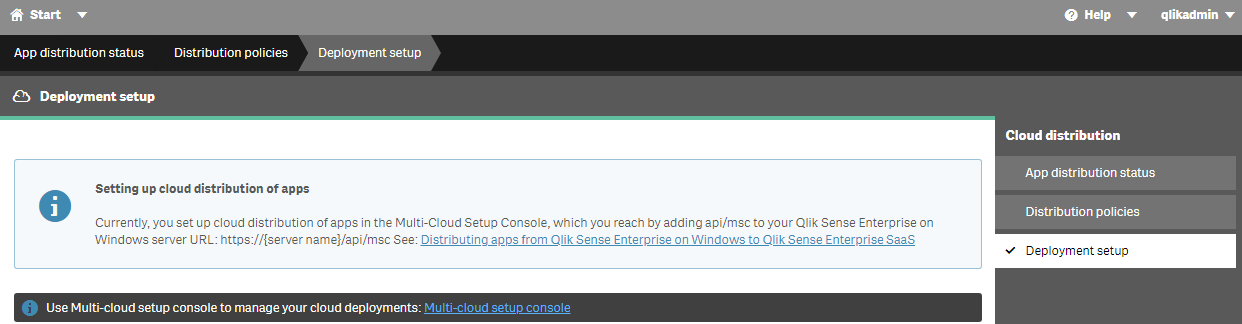 Start
Help
qlikadmin
App distribution status
Distribution policies
Deployment setup
Deployment setup
Cloud distribution
App distribution status
Distribution policies
Deployment setup
Setting up cloud distribution of apps
Currently, you set up cloud distribution of apps in the Multi-Cloud Setup Console, which you reach by adding api/msc to your Qlik Sense Enterprise on
Windows server URL: https://{server name}/api/msc See: Distributing apps from Qlik Sense Enterprise on Windows to Qlik Sense Enterprise SaaS
Use Multi-cloud setup console to manage your cloud deployments: Multi-cloud setup console